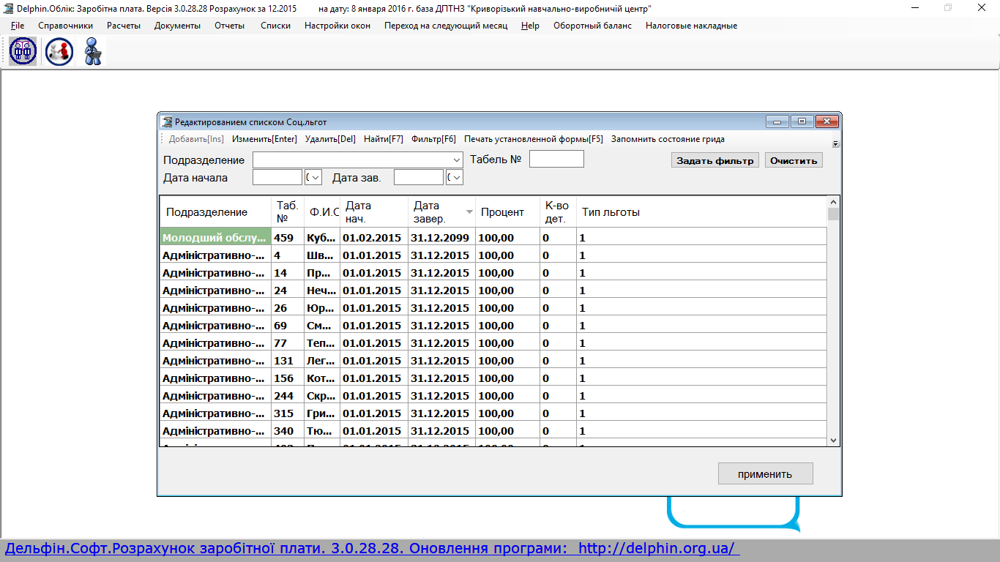 Delphin.Облік: Заробітна плата. Версія 3.0.28.28 Розрахунок за 12.2015 на дату: 8 января 2016 г. база ДПТНЗ "Криворізький навчально-виробничій центр"
File Справочники Расчеты Документы Отчеты Списки Настройки окон Переход на следующий месяц Help Оборотный баланс Налоговые накладные
Редактированием списком Соц.льгот
Добавить[Ins] Изменить[Enter] Удалить[Del] Найти[F7] Фильтр[F6] Печать установленной формы[F5] Запомнить состояние грида
Подразделение Табель № Задать фильтр Очистить
Дата начала Дата зав.
Подразделение Таб. № Ф.И.О Дата нач. Дата завер. Процент К-во дет. Тип льготы
Молодший обслу... 459 Куб... 01.02.2015 31.12.2099 100,00 0 1
Адміністративно-... 4 Шв... 01.01.2015 31.12.2015 100,00 0 1
Адміністративно-... 14 Пр... 01.01.2015 31.12.2015 100,00 0 1
Адміністративно-... 24 Неч... 01.01.2015 31.12.2015 100,00 0 1
Адміністративно-... 26 Юр... 01.01.2015 31.12.2015 100,00 0 1
Адміністративно-... 69 См... 01.01.2015 31.12.2015 100,00 0 1
Адміністративно-... 77 Теп... 01.01.2015 31.12.2015 100,00 0 1
Адміністративно-... 131 Лег... 01.01.2015 31.12.2015 100,00 0 1
Адміністративно-... 156 Кот... 01.01.2015 31.12.2015 100,00 0 1
Адміністративно-... 244 Скр... 01.01.2015 31.12.2015 100,00 0 1
Адміністративно-... 315 Гри... 01.01.2015 31.12.2015 100,00 0 1
Адміністративно-... 340 Тю... 01.01.2015 31.12.2015 100,00 0 1
применить
Дельфін.Софт.Розрахунок заробітної плати. 3.0.28.28. Оновлення програми: http://delphin.org.ua/